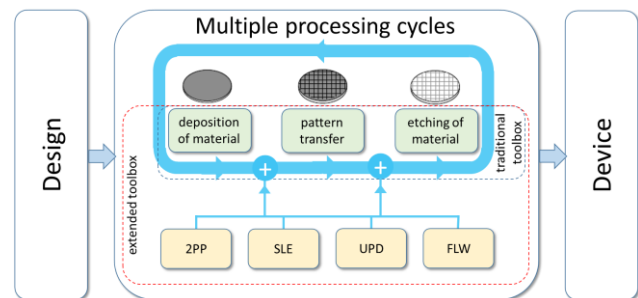 Multiple processing cycles
Design
deposition
of material
pattern
transfer
etching of
material
traditional
toolbox
extended toolbox
+
+
2PP
SLE
UPD
FLW
Device